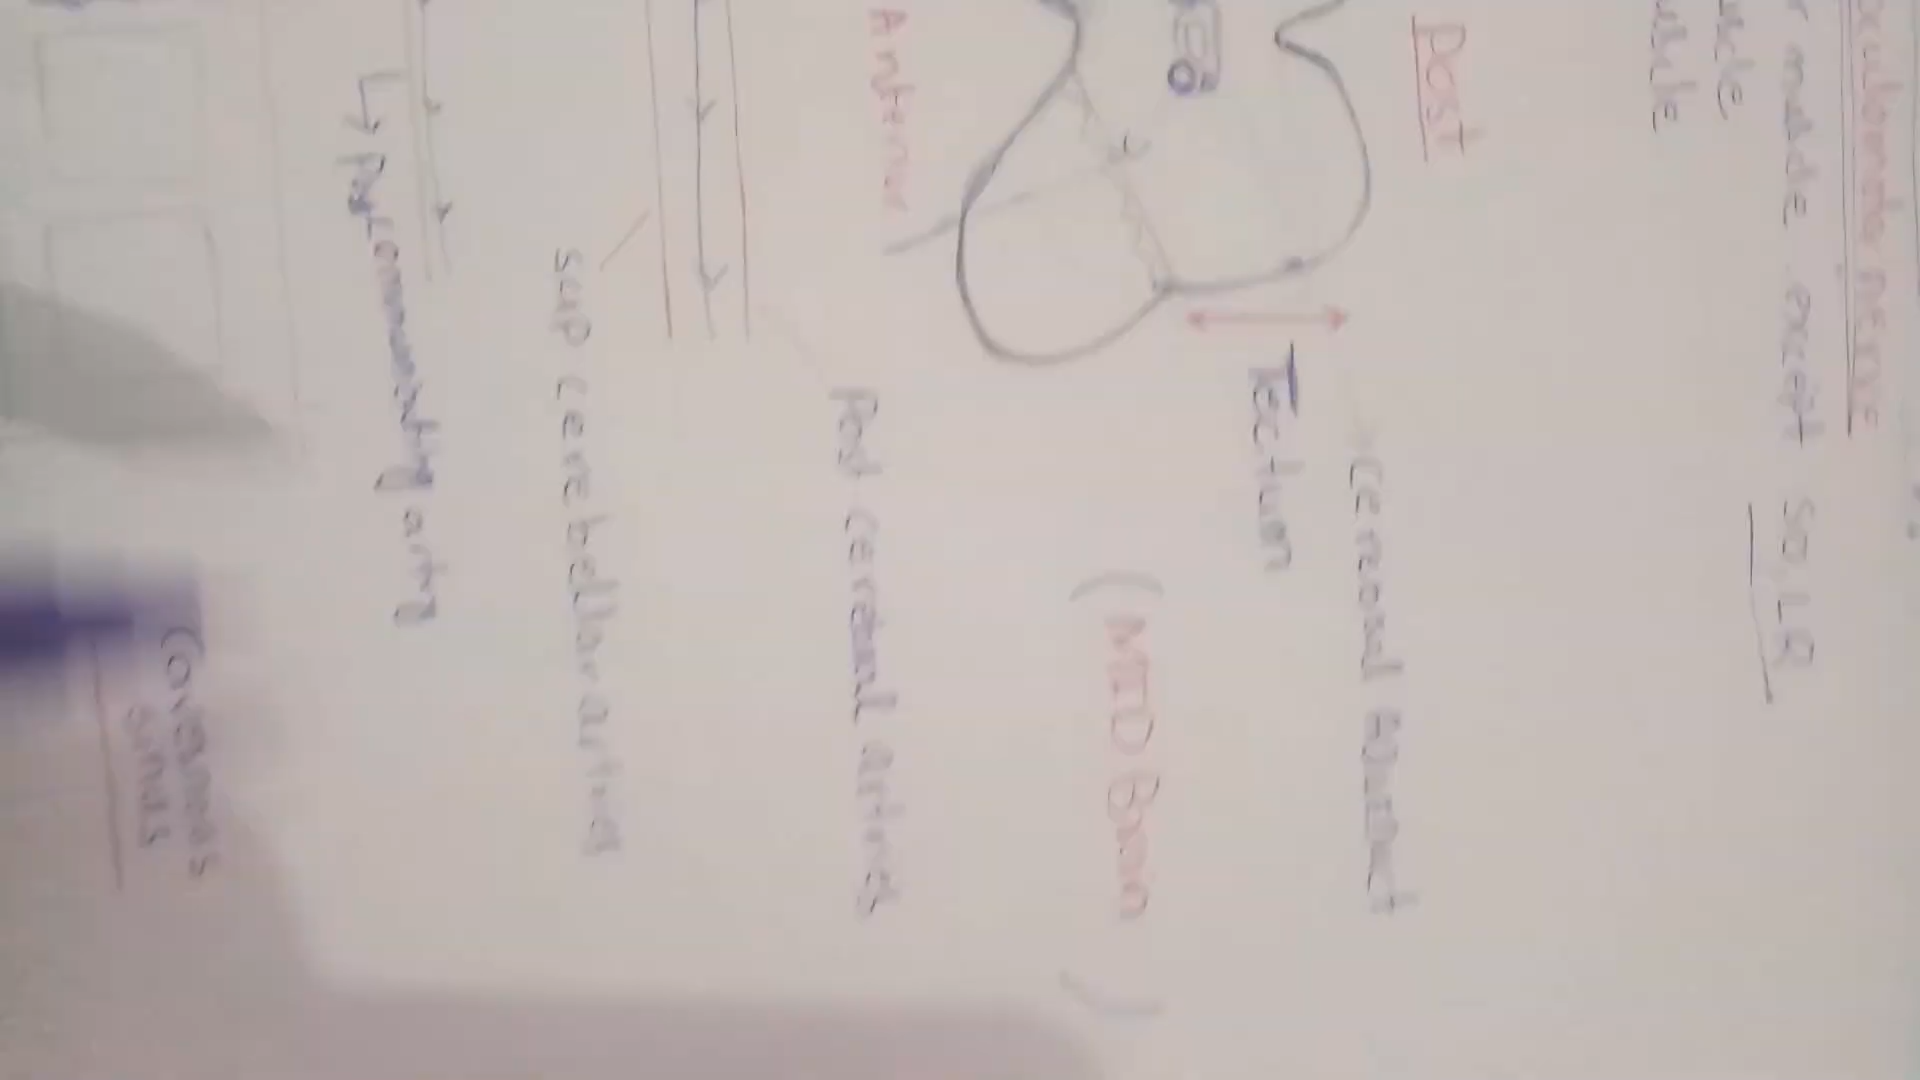 oculomotor nerve
r muscle except SO, LR
uscle
Post
cerebral Aqueduct
Tectum
(MID Brain)
Anterior
Post cerebral arteries
sup cerebellar arteries
↳ Post communicating artery
Cavernous
sinus